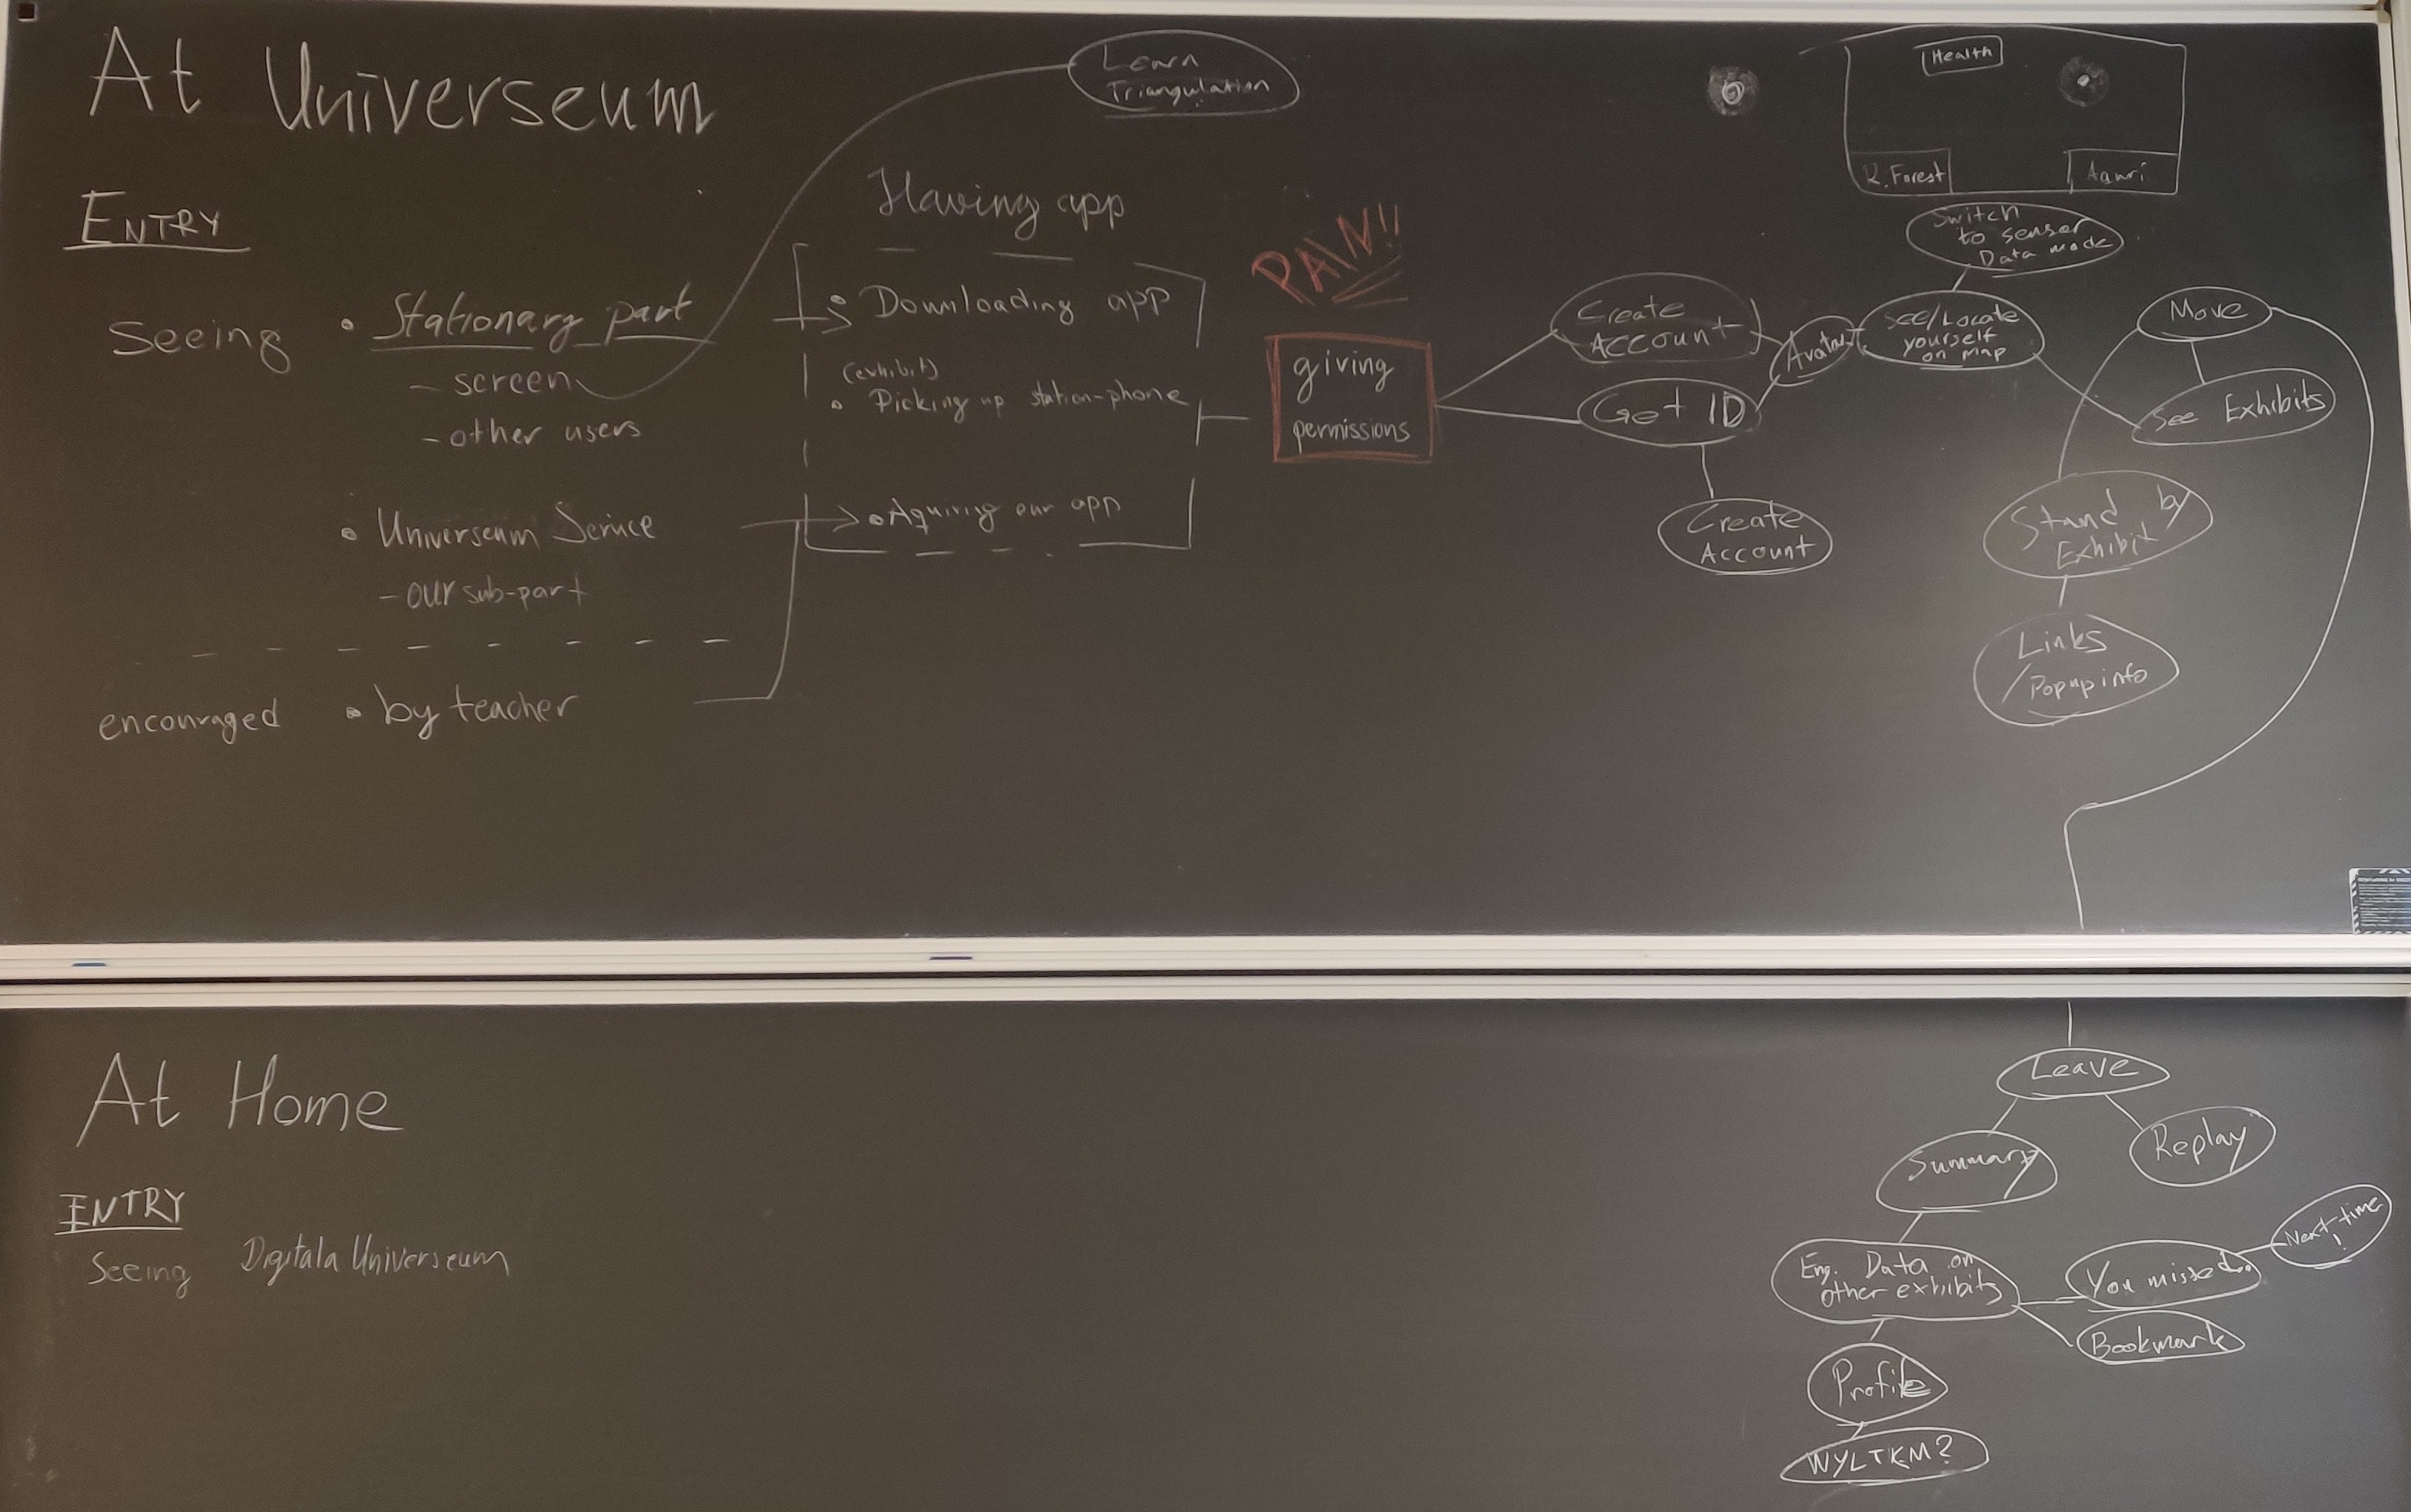 At Universeum
Learn
Triangulation
Health
R. Forest
Aqwri
ENTRY
Having app
PAIN!!
Switch
to sensor
Data mode
Seeing
• Stationary part
- screen
- other users
• Downloading app
(exhibit)
• Picking up station-phone
giving
permissions
Create
Account
Get ID
Create
Account
Avatar
See/Locate
yourself
on map
Move
See Exhibits
• Universeum Service
- our sub-part
• Aquiring our app
Stand by
Exhibit
Links
/Popup info
encouraged • by teacher
At Home
ENTRY
Seeing Digitala Universeum
Leave
Summary
Replay
Eng. Data on
other exhibits
You missed..
Next time
!
Bookmark
Profile
WYLTKM?